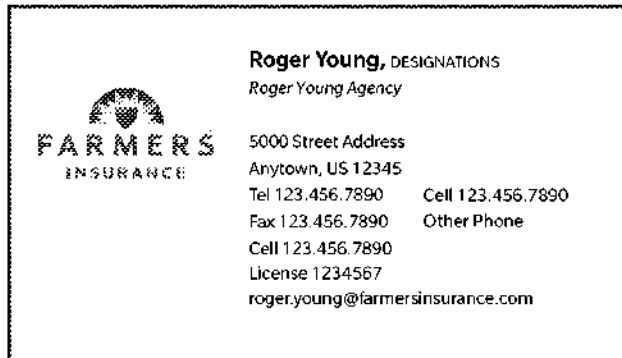 FARMERS
INSURANCE
Roger Young, DESIGNATIONS
Roger Young Agency
5000 Street Address
Anytown, US 12345
Tel 123.456.7890 Cell 123.456.7890
Fax 123.456.7890 Other Phone
Cell 123.456.7890
License 1234567
roger.young@farmersinsurance.com